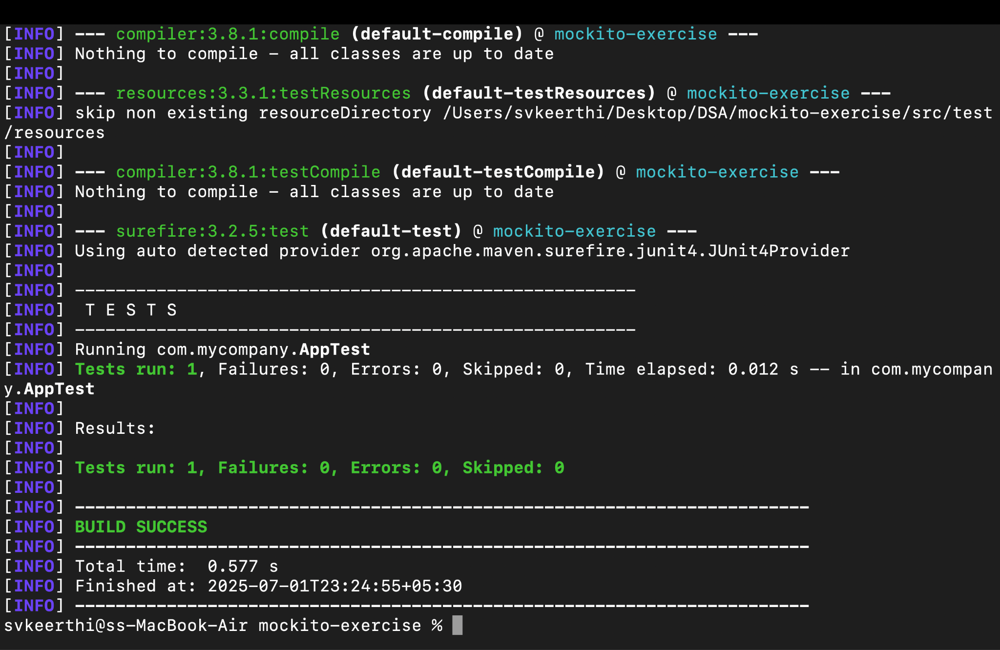 [INFO] --- compiler:3.8.1:compile (default-compile) @ mockito-exercise ---
[INFO] Nothing to compile - all classes are up to date
[INFO]
[INFO] --- resources:3.3.1:testResources (default-testResources) @ mockito-exercise ---
[INFO] skip non existing resourceDirectory /Users/svkeerthi/Desktop/DSA/mockito-exercise/src/test
/resources
[INFO]
[INFO] --- compiler:3.8.1:testCompile (default-testCompile) @ mockito-exercise ---
[INFO] Nothing to compile - all classes are up to date
[INFO]
[INFO] --- surefire:3.2.5:test (default-test) @ mockito-exercise ---
[INFO] Using auto detected provider org.apache.maven.surefire.junit4.JUnit4Provider
[INFO]
[INFO] -------------------------------------------------------
[INFO]  T E S T S
[INFO] -------------------------------------------------------
[INFO] Running com.mycompany.AppTest
[INFO] Tests run: 1, Failures: 0, Errors: 0, Skipped: 0, Time elapsed: 0.012 s -- in com.mycompan
y.AppTest
[INFO]
[INFO] Results:
[INFO]
[INFO] Tests run: 1, Failures: 0, Errors: 0, Skipped: 0
[INFO]
[INFO] ------------------------------------------------------------------------
[INFO] BUILD SUCCESS
[INFO] ------------------------------------------------------------------------
[INFO] Total time:  0.577 s
[INFO] Finished at: 2025-07-01T23:24:55+05:30
[INFO] ------------------------------------------------------------------------
svkeerthi@ss-MacBook-Air mockito-exercise %